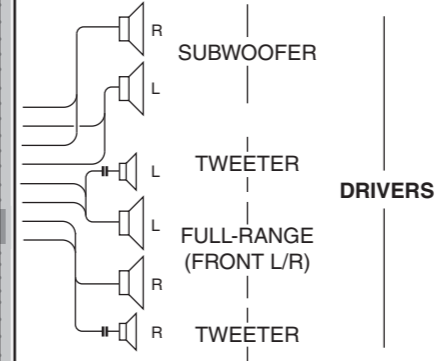 R
SUBWOOFER
L
L
TWEETER
DRIVERS
L
FULL-RANGE
(FRONT L/R)
R
R
TWEETER